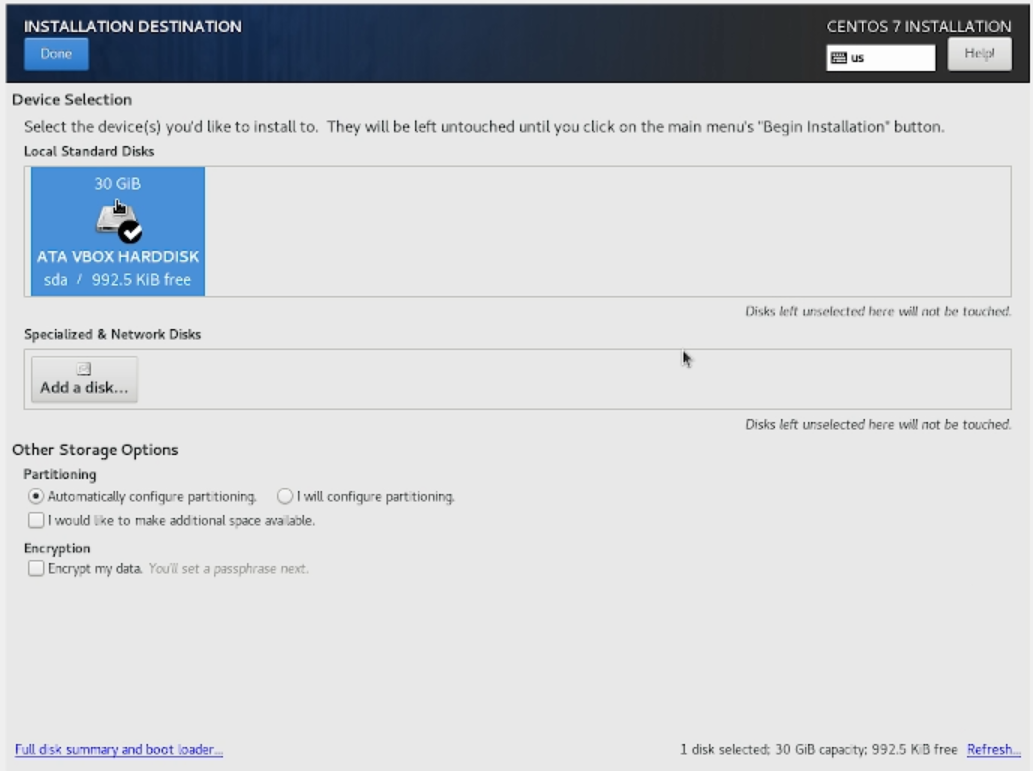 INSTALLATION DESTINATION
CENTOS 7 INSTALLATION
Done
us
Help!
Device Selection
Select the device(s) you'd like to install to.  They will be left untouched until you click on the main menu's "Begin Installation" button.
Local Standard Disks
30 GiB
ATA VBOX HARDDISK
sda / 992.5 KiB free
Disks left unselected here will not be touched.
Specialized & Network Disks
Add a disk...
Disks left unselected here will not be touched.
Other Storage Options
Partitioning
Automatically configure partitioning. I will configure partitioning.
I would like to make additional space available.
Encryption
Encrypt my data. You'll set a passphrase next.
Full disk summary and boot loader... 1 disk selected; 30 GiB capacity; 992.5 KiB free Refresh...